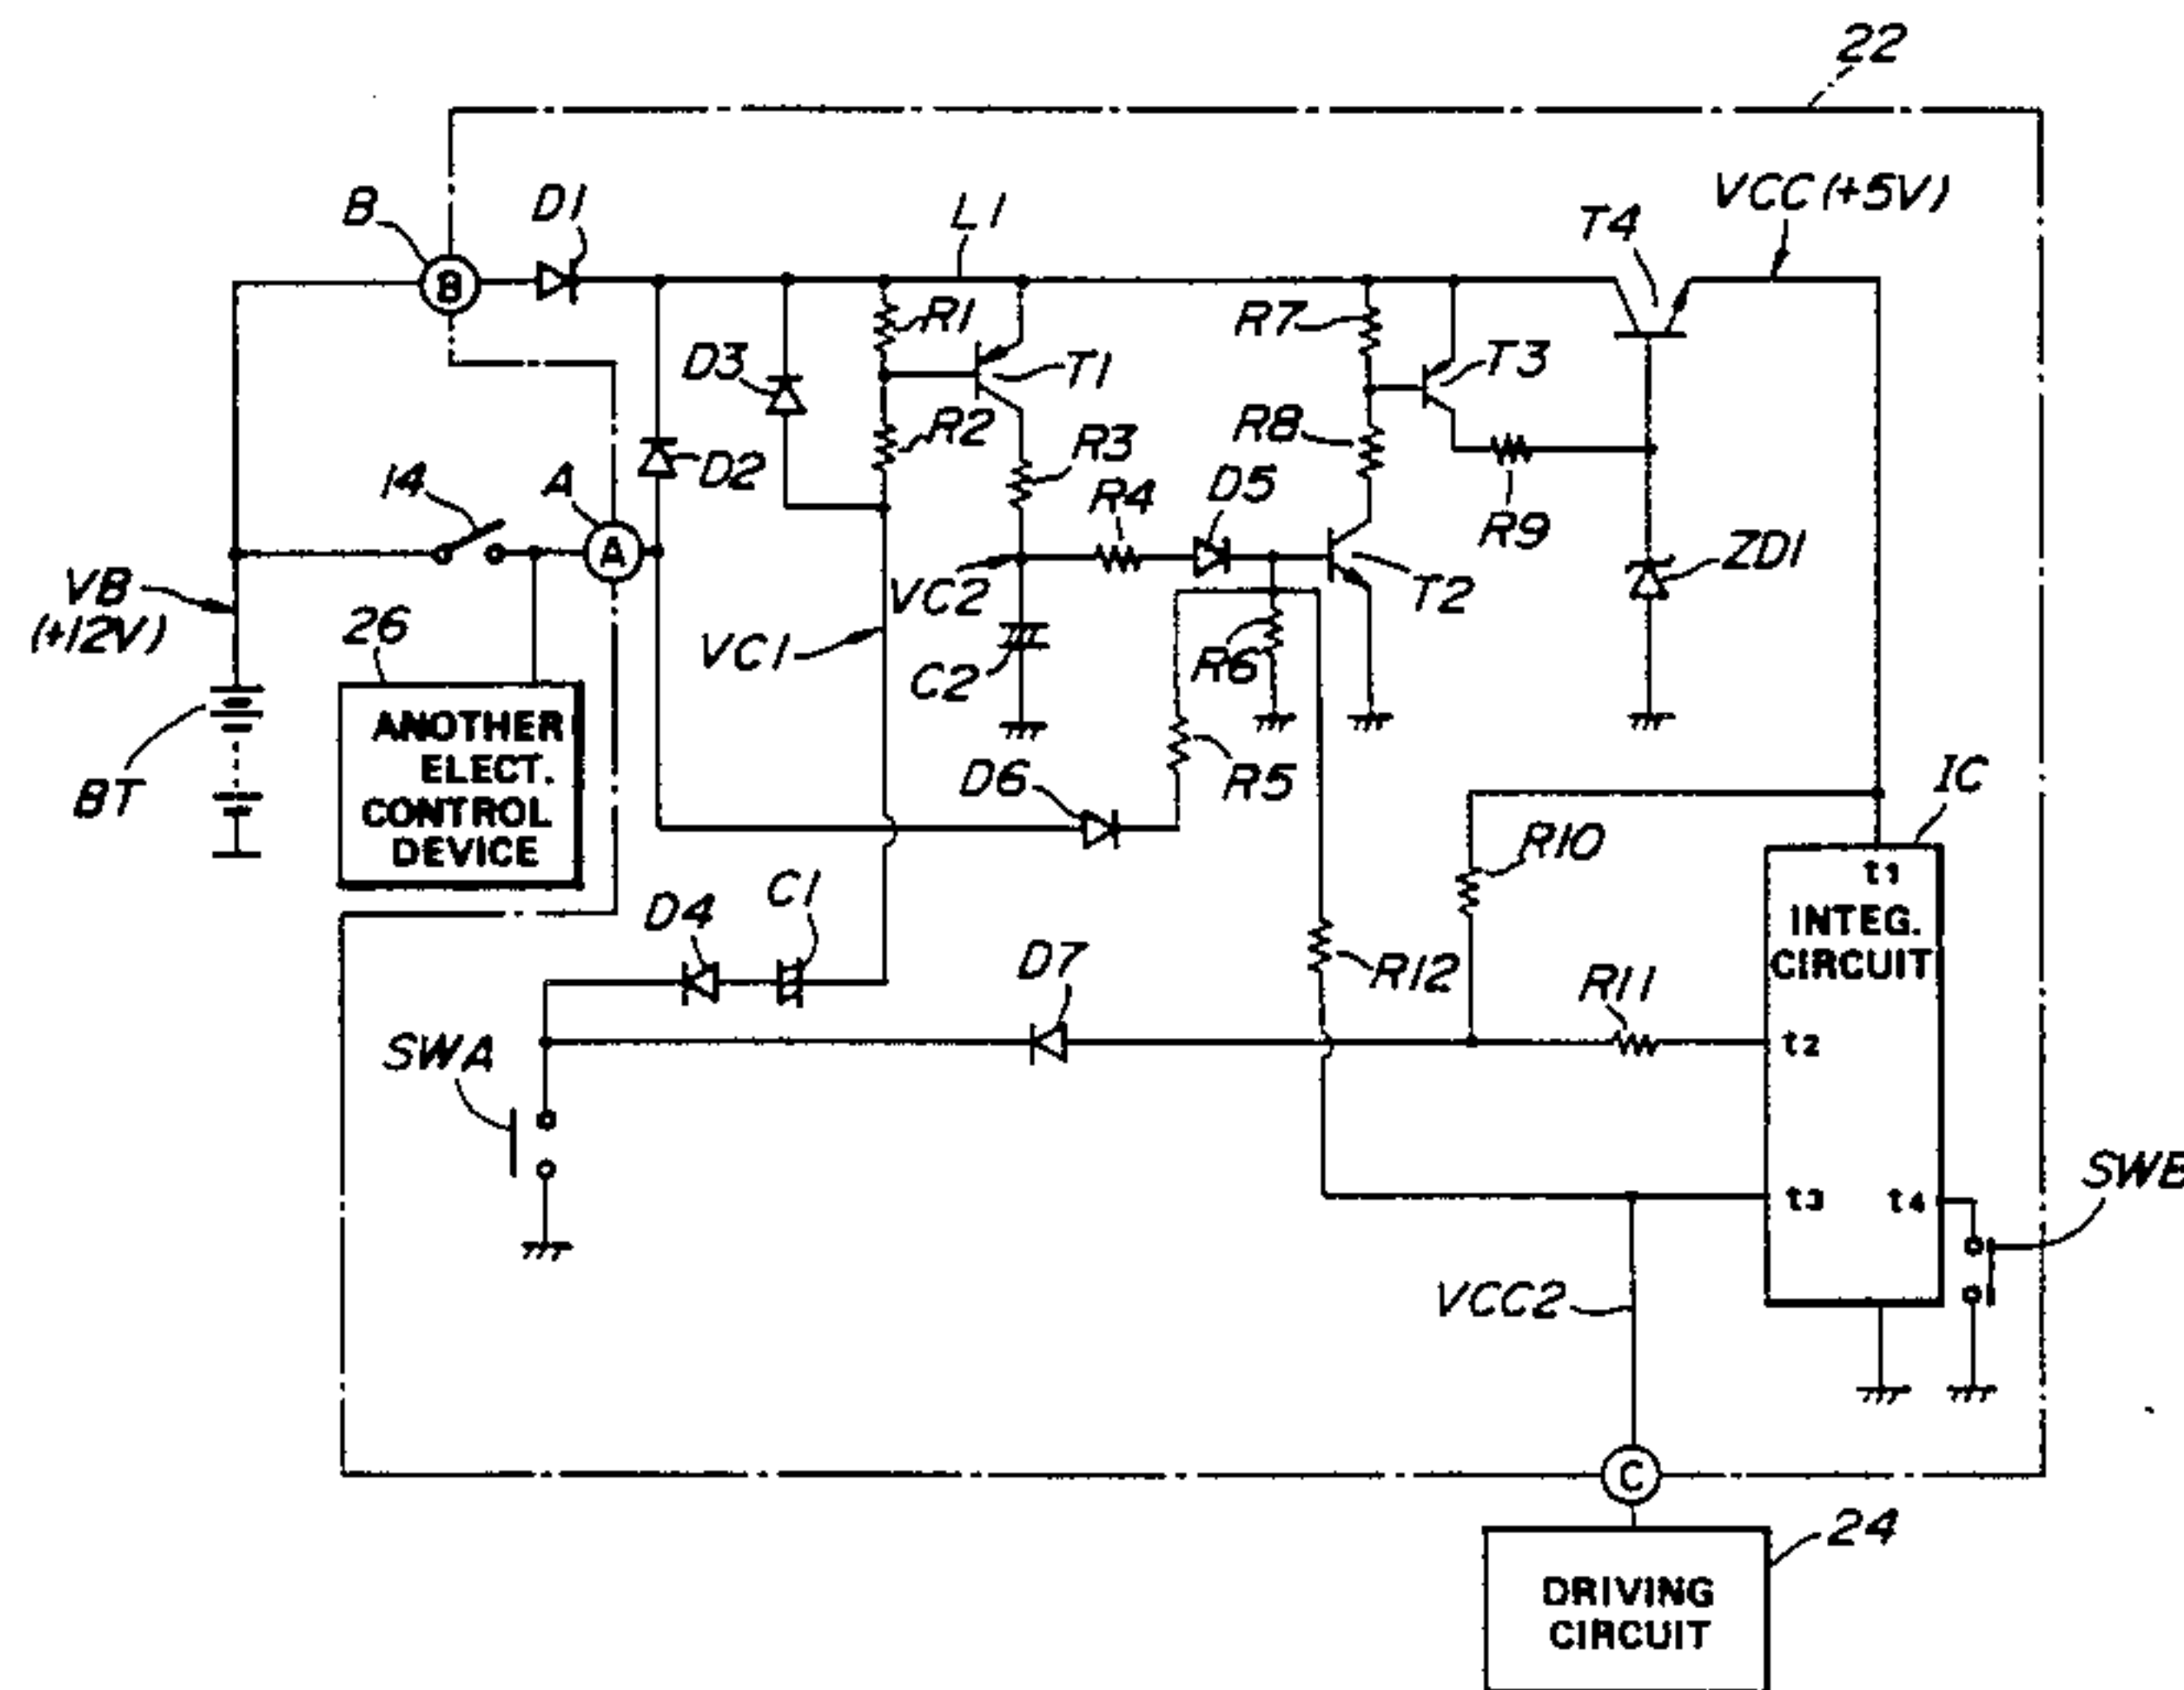 22
B
D1
L1
T4
VCC (+5V)
B
R1
R7
D3
T1
T3
R2
R8
R3
D2
14
A
R4
D5
R9
A
ZD1
VB
(+12V)
VC2
T2
26
VC1
C2
R6
ANOTHER
ELECT.
CONTROL
DEVICE
BT
D6
R5
IC
R10
t1
D4
C1
INTEG.
CIRCUIT
D7
R12
R11
SWA
t2
t3
t4
SWB
VCC2
C
24
DRIVING
CIRCUIT